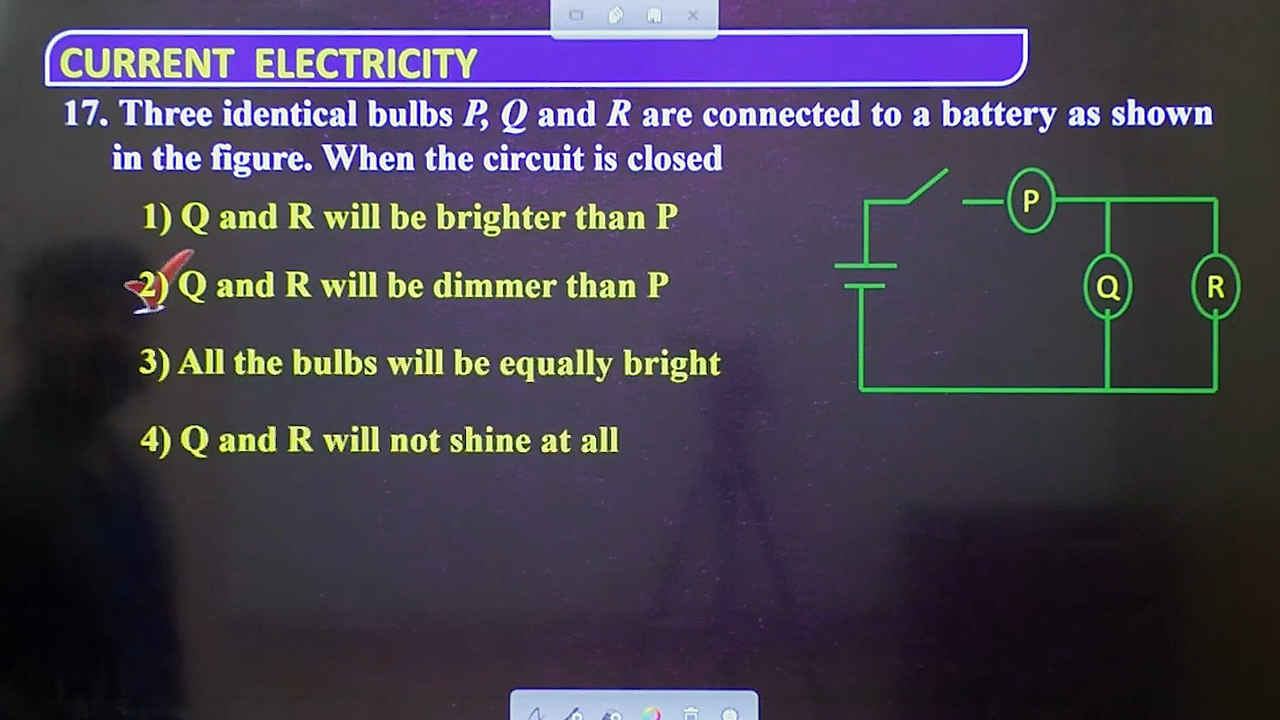 CURRENT ELECTRICITY
17. Three identical bulbs P, Q and R are connected to a battery as shown
in the figure. When the circuit is closed
1) Q and R will be brighter than P
2) Q and R will be dimmer than P
3) All the bulbs will be equally bright
4) Q and R will not shine at all
P
Q
R